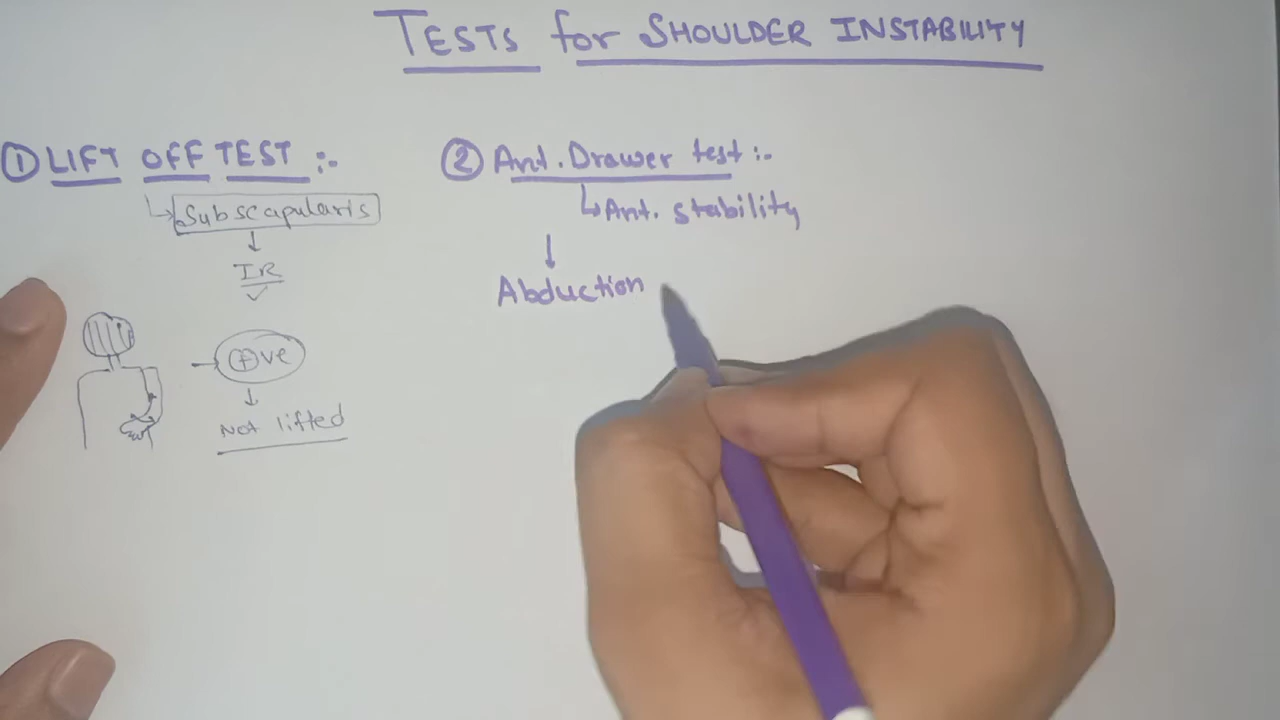 TESTS for SHOULDER INSTABILITY
① LIFT OFF TEST :-
Subscapularis
IR
⊕ve
Not lifted
② Ant. Drawer test :-
Ant. stability
Abduction